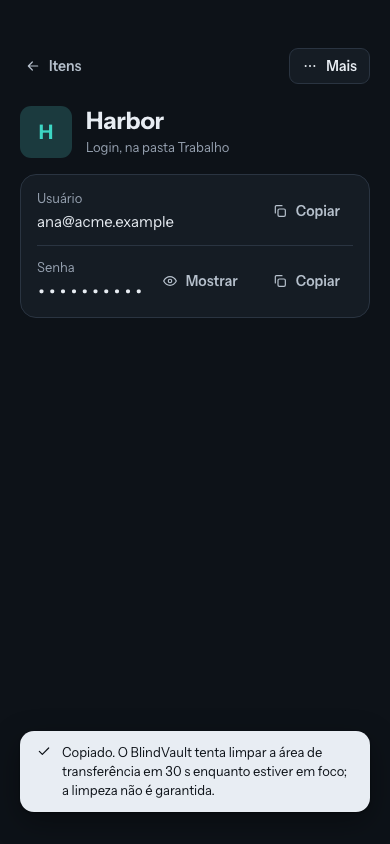 Itens
Mais
H
Harbor
Login, na pasta Trabalho
Usuário
ana@acme.example
Copiar
Senha
•••••••••• Mostrar Copiar
Copiado. O BlindVault tenta limpar a área de
transferência em 30 s enquanto estiver em foco;
a limpeza não é garantida.